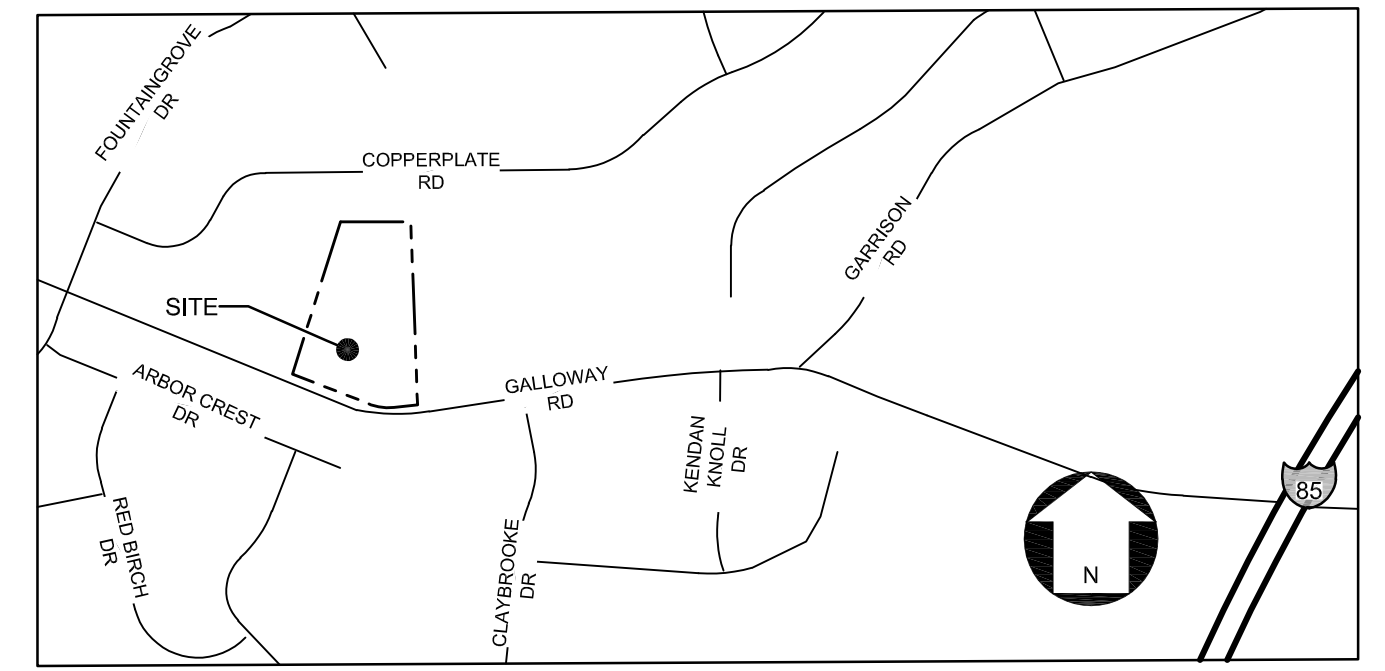 FOUNTAINGROVE
DR
COPPERPLATE
RD
GARRISON
RD
SITE
ARBOR CREST
DR
GALLOWAY
RD
KENDAN
KNOLL
DR
85
RED BIRCH
DR
CLAYBROOKE
DR
N